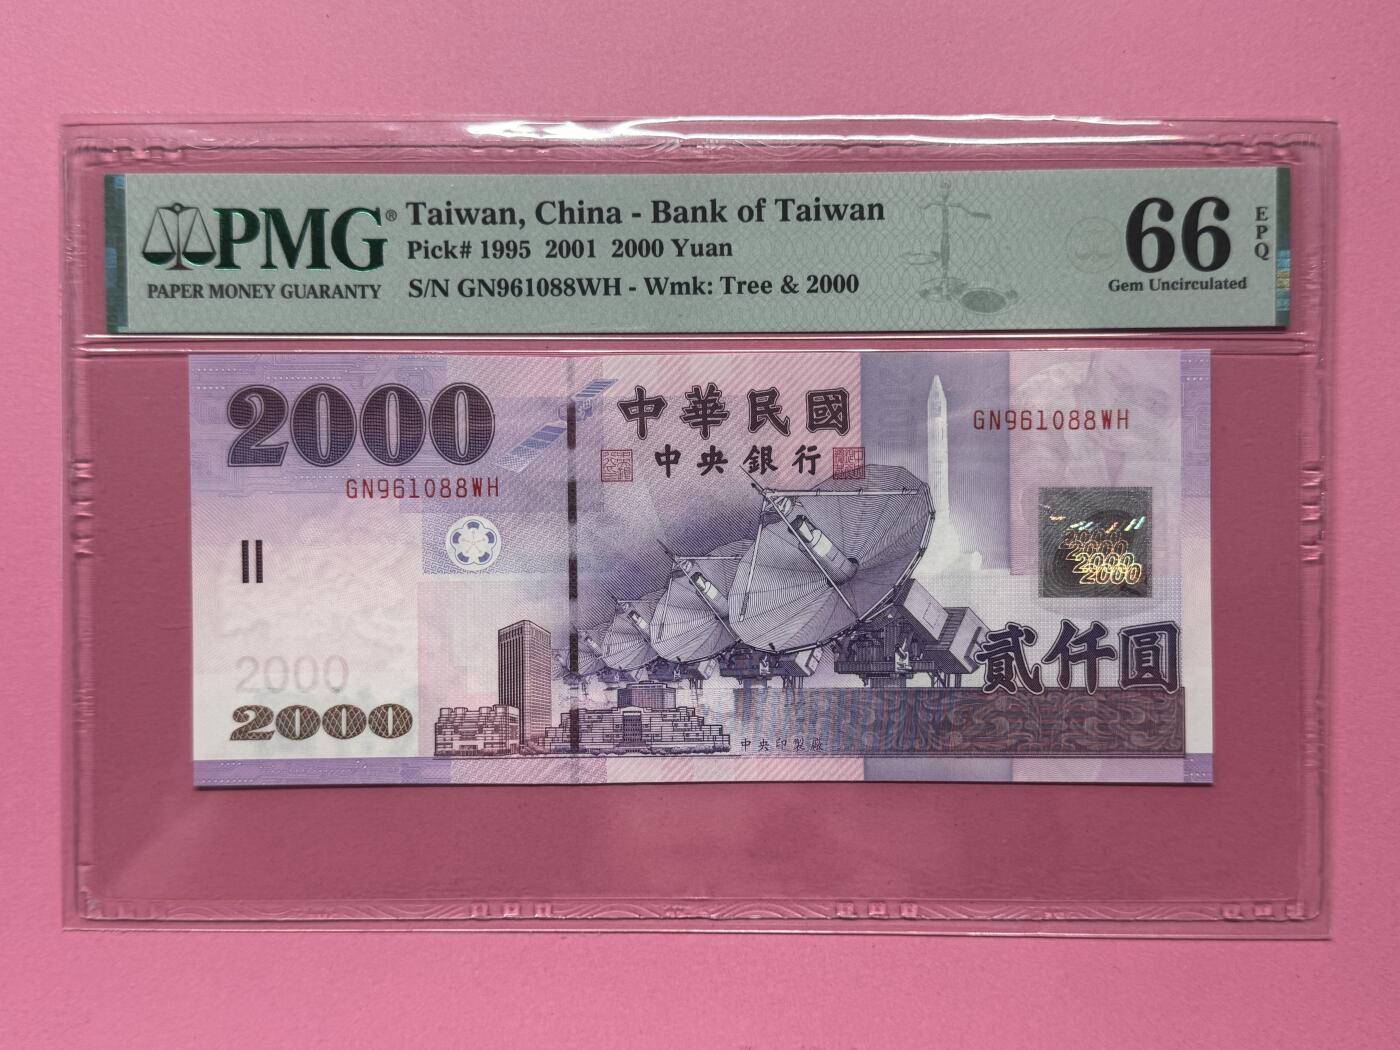 PMG®
PAPER MONEY GUARANTY
Taiwan, China - Bank of Taiwan
Pick# 1995 2001 2000 Yuan
S/N GN961088WH - Wmk: Tree & 2000
66
EPQ
Gem Uncirculated
2000
GN961088WH
中華民國
中央銀行
GN961088WH
2000
2000
2000
2000
貳仟圓
2000
2000
中央印製廠